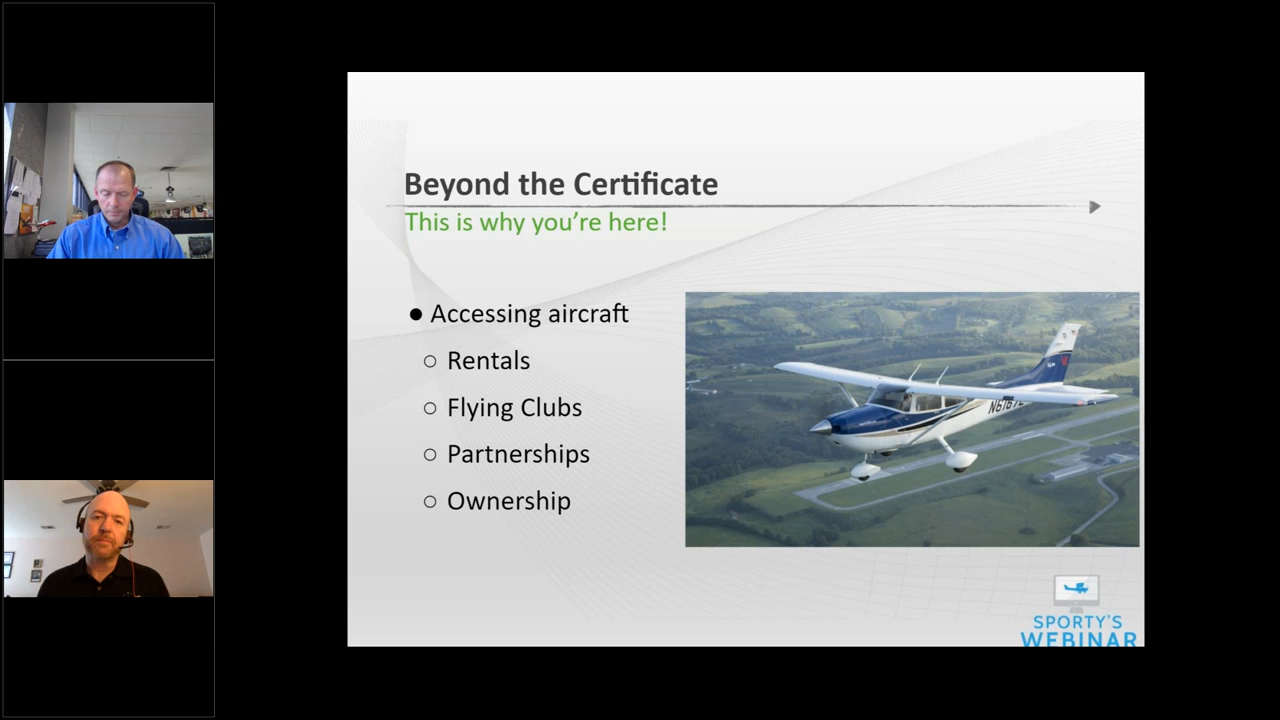 Beyond the Certificate
This is why you're here!
● Accessing aircraft
○ Rentals
○ Flying Clubs
○ Partnerships
○ Ownership
SPORTY'S
WEBINAR